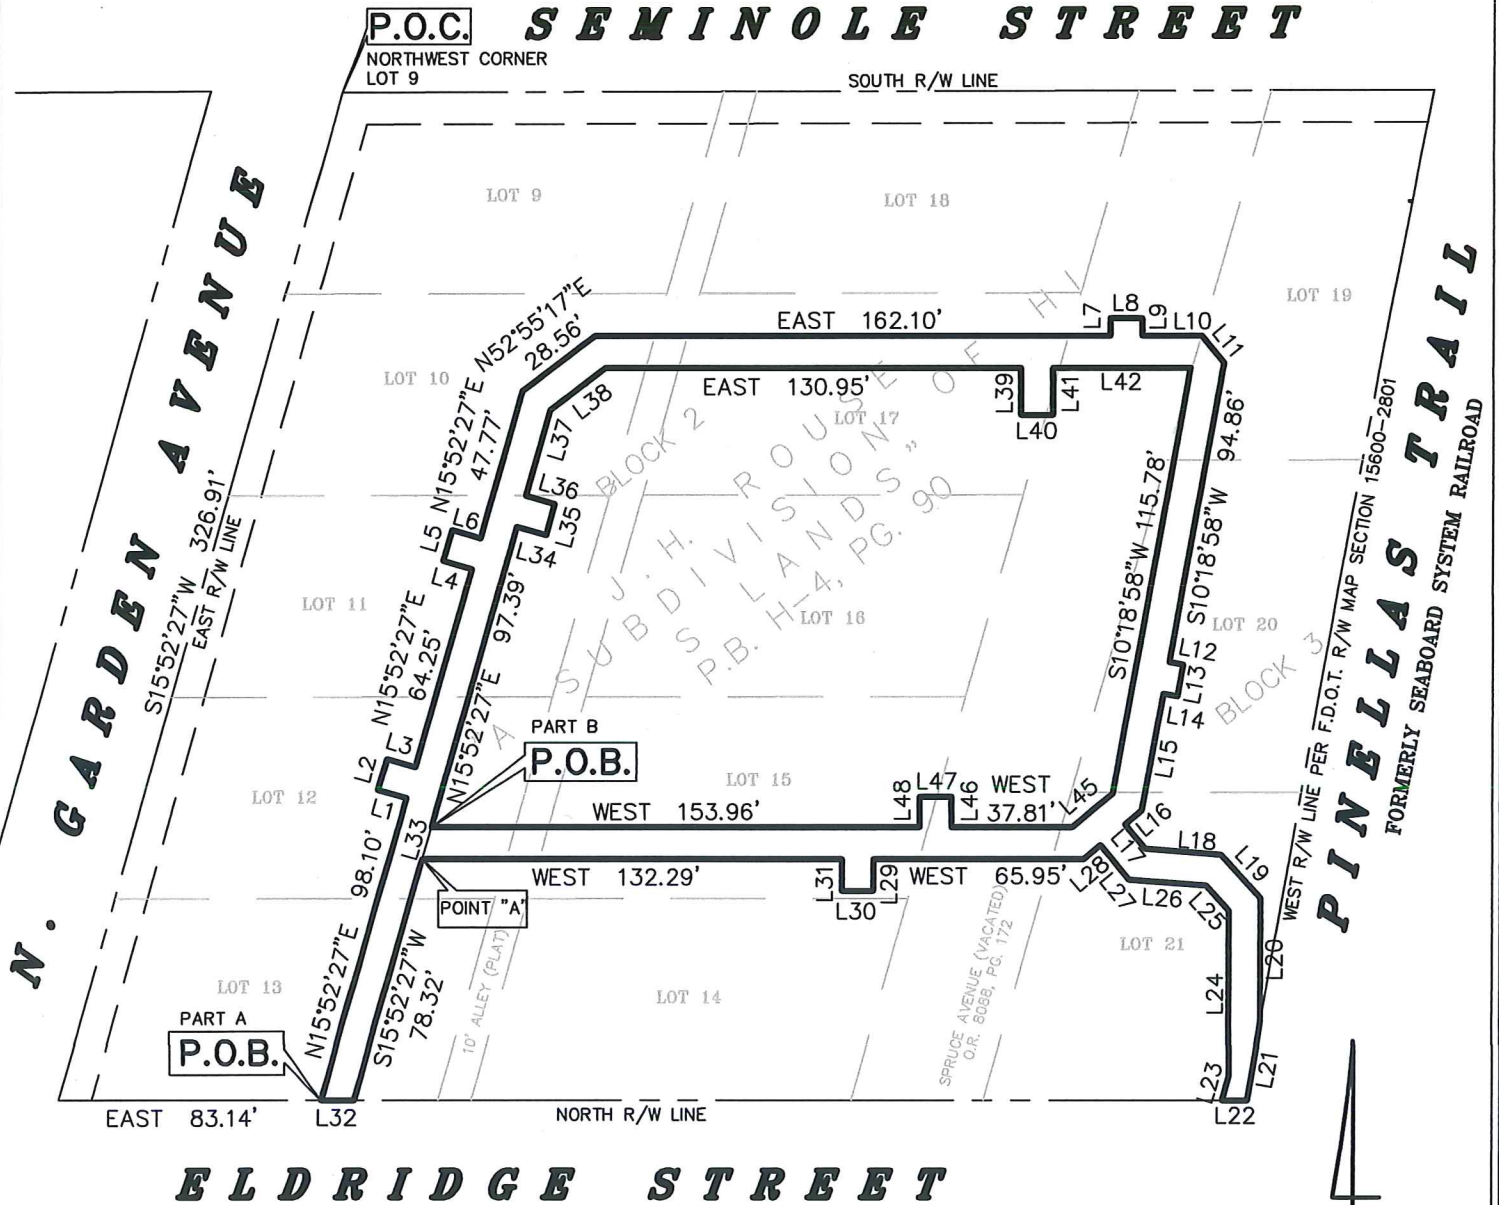 P.O.C.
SEMINOLE STREET
NORTHWEST CORNER
LOT 9
SOUTH R/W LINE
LOT 9
LOT 18
LOT 19
N. GARDEN AVENUE
S15°52'27"W 326.91'
EAST R/W LINE
PINELLAS TRAIL
FORMERLY SEABOARD SYSTEM RAILROAD
WEST R/W LINE PER F.D.O.T. R/W MAP SECTION 15600-2801
N52°55'17"E
28.56'
EAST 162.10'
L7
L8
L9
L10
L11
LOT 10
N15°52'27"E
47.77'
L38
EAST 130.95'
L39
L40
L41
L42
LOT 17
94.86'
S10°18'58"W
S10°18'58"W 115.78'
BLOCK 2
J. H. ROUSE
SUBDIVISION
A
OF HI
S LANDS"
P.B. H-4, PG. 90
L37
L36
L35
L34
L5
L6
L4
LOT 11
N15°52'27"E
64.25'
97.39'
N15°52'27"E
LOT 16
LOT 20
L12
L13
L14
BLOCK 3
L15
L2
L3
L1
PART B
P.O.B.
LOT 12
LOT 15
L33
WEST 153.96'
L48
L47
L46
WEST
37.81'
L45
L16
L17
L18
L19
98.10'
N15°52'27"E
WEST 132.29'
L31
L30
L29
WEST 65.95'
L28
L27
L26
L25
POINT "A"
S15°52'27"W
78.32'
10' ALLEY (PLAT)
SPRUCE AVENUE (VACATED)
O.R. 8088, PG. 172
LOT 21
L20
L24
LOT 13
LOT 14
PART A
P.O.B.
L23
L21
L22
EAST 83.14'
L32
NORTH R/W LINE
ELDRIDGE STREET